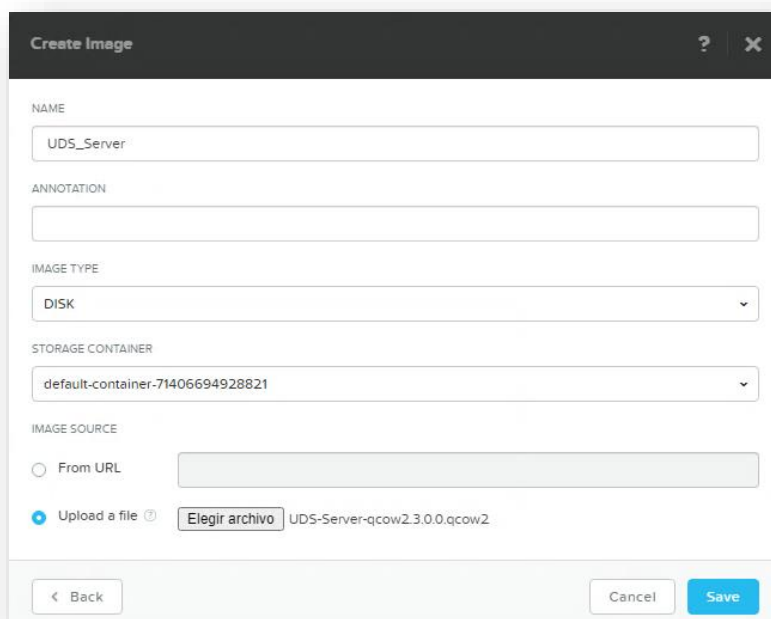 Create Image ? ×
NAME
UDS_Server
ANNOTATION
IMAGE TYPE
DISK
STORAGE CONTAINER
default-container-71406694928821
IMAGE SOURCE
From URL
Upload a file ? Elegir archivo UDS-Server-qcow2.3.0.0.qcow2
< Back Cancel Save